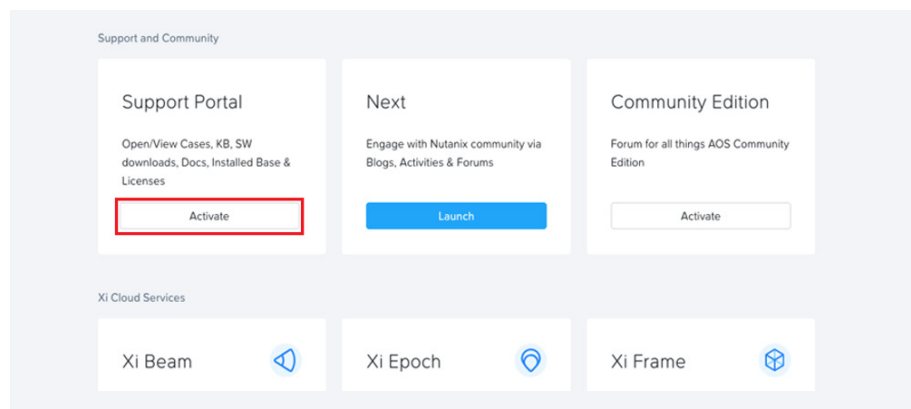 Support and Community
Support Portal
Open/View Cases, KB, SW
downloads, Docs, Installed Base &
Licenses
Activate
Next
Engage with Nutanix community via
Blogs, Activities & Forums
Launch
Community Edition
Forum for all things AOS Community
Edition
Activate
Xi Cloud Services
Xi Beam
Xi Epoch
Xi Frame